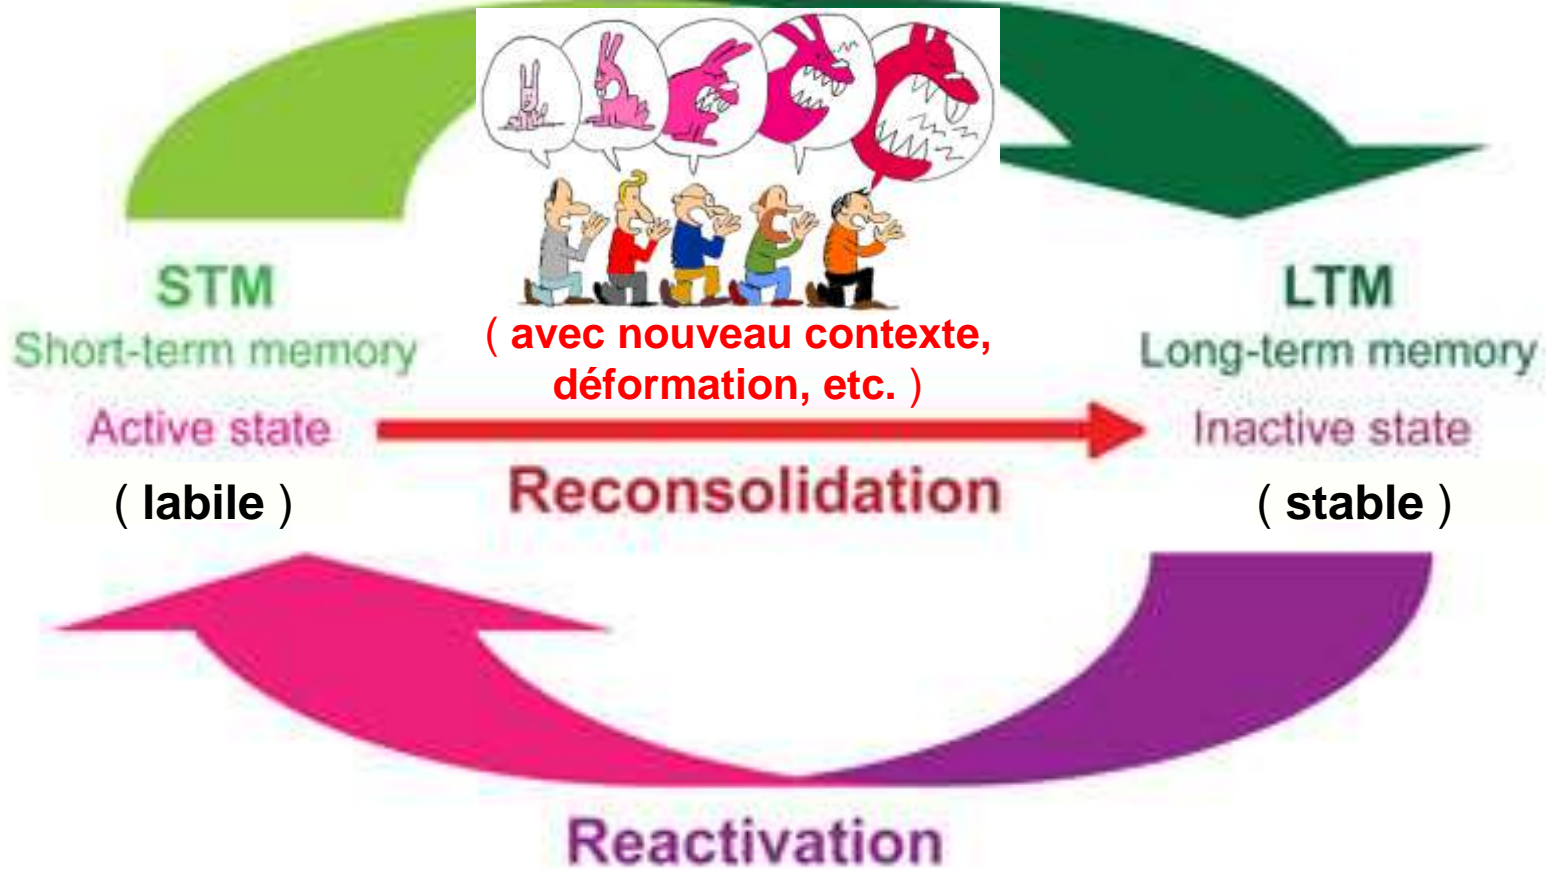 STM
Short-term memory
Active state
( labile )
( avec nouveau contexte,
déformation, etc. )
Reconsolidation
LTM
Long-term memory
Inactive state
( stable )
Reactivation